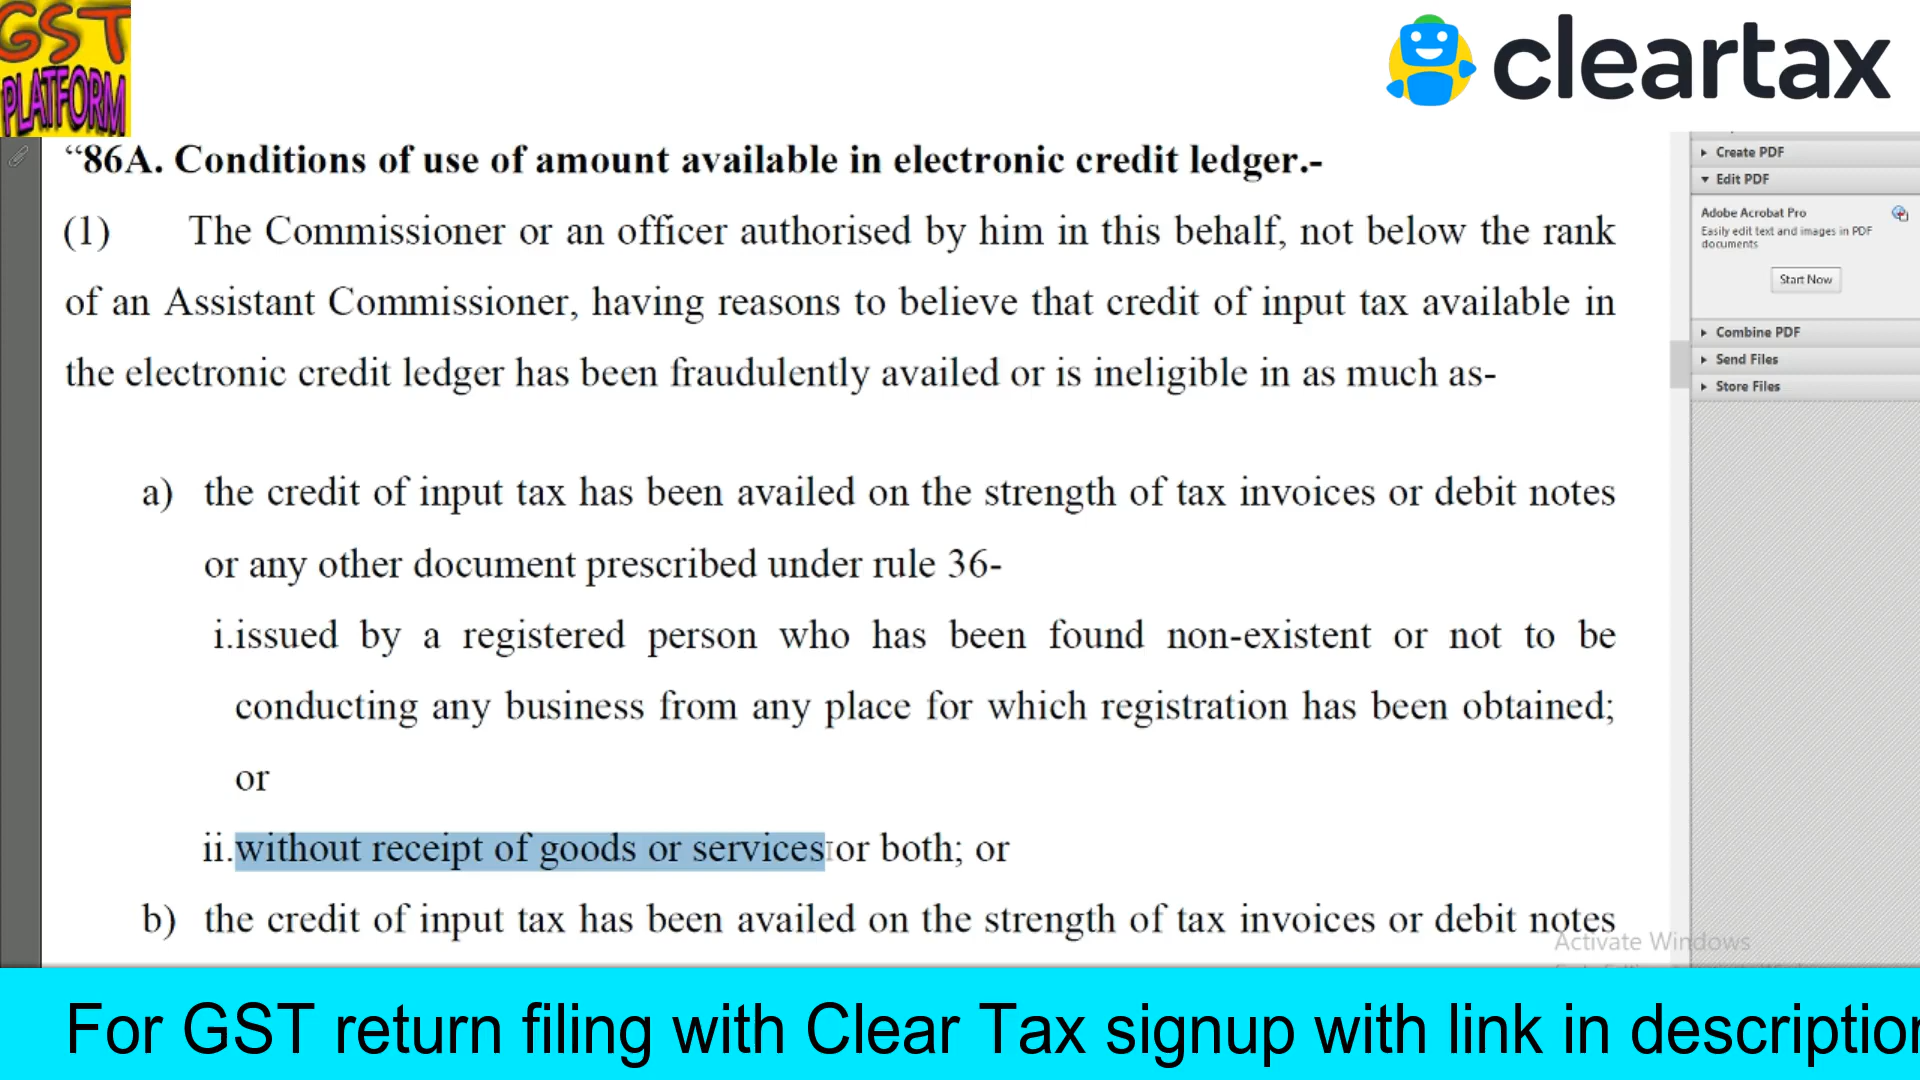 GST
PLATFORM
cleartax
“86A. Conditions of use of amount available in electronic credit ledger.-
(1) The Commissioner or an officer authorised by him in this behalf, not below the rank
of an Assistant Commissioner, having reasons to believe that credit of input tax available in
the electronic credit ledger has been fraudulently availed or is ineligible in as much as-
a) the credit of input tax has been availed on the strength of tax invoices or debit notes
or any other document prescribed under rule 36-
i.issued by a registered person who has been found non-existent or not to be
conducting any business from any place for which registration has been obtained;
or
ii.without receipt of goods or services or both; or
b) the credit of input tax has been availed on the strength of tax invoices or debit notes
Create PDF
Edit PDF
Adobe Acrobat Pro
Easily edit text and images in PDF
documents
Start Now
Combine PDF
Send Files
Store Files
Activate Windows
For GST return filing with Clear Tax signup with link in description